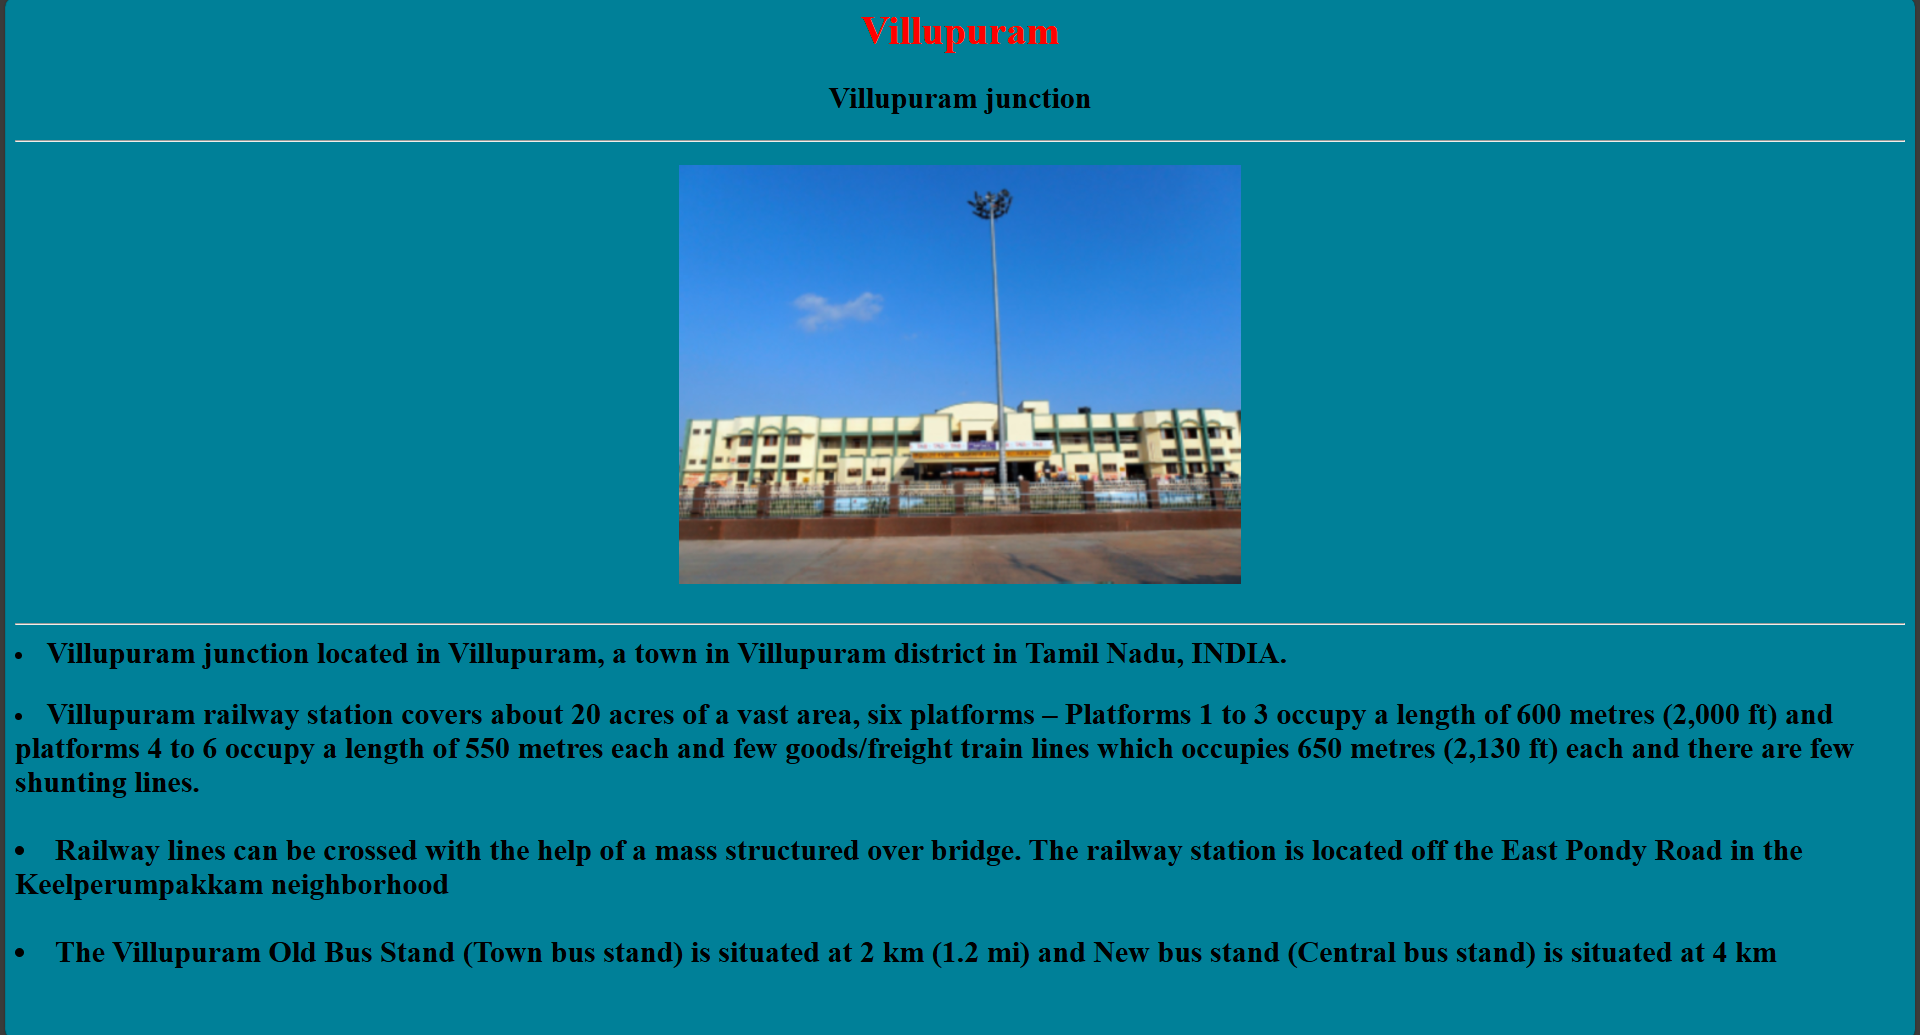 Villupuram
Villupuram junction
• Villupuram junction located in Villupuram, a town in Villupuram district in Tamil Nadu, INDIA.
• Villupuram railway station covers about 20 acres of a vast area, six platforms – Platforms 1 to 3 occupy a length of 600 metres (2,000 ft) and
platforms 4 to 6 occupy a length of 550 metres each and few goods/freight train lines which occupies 650 metres (2,130 ft) each and there are few
shunting lines.
• Railway lines can be crossed with the help of a mass structured over bridge. The railway station is located off the East Pondy Road in the
Keelperumpakkam neighborhood
• The Villupuram Old Bus Stand (Town bus stand) is situated at 2 km (1.2 mi) and New bus stand (Central bus stand) is situated at 4 km